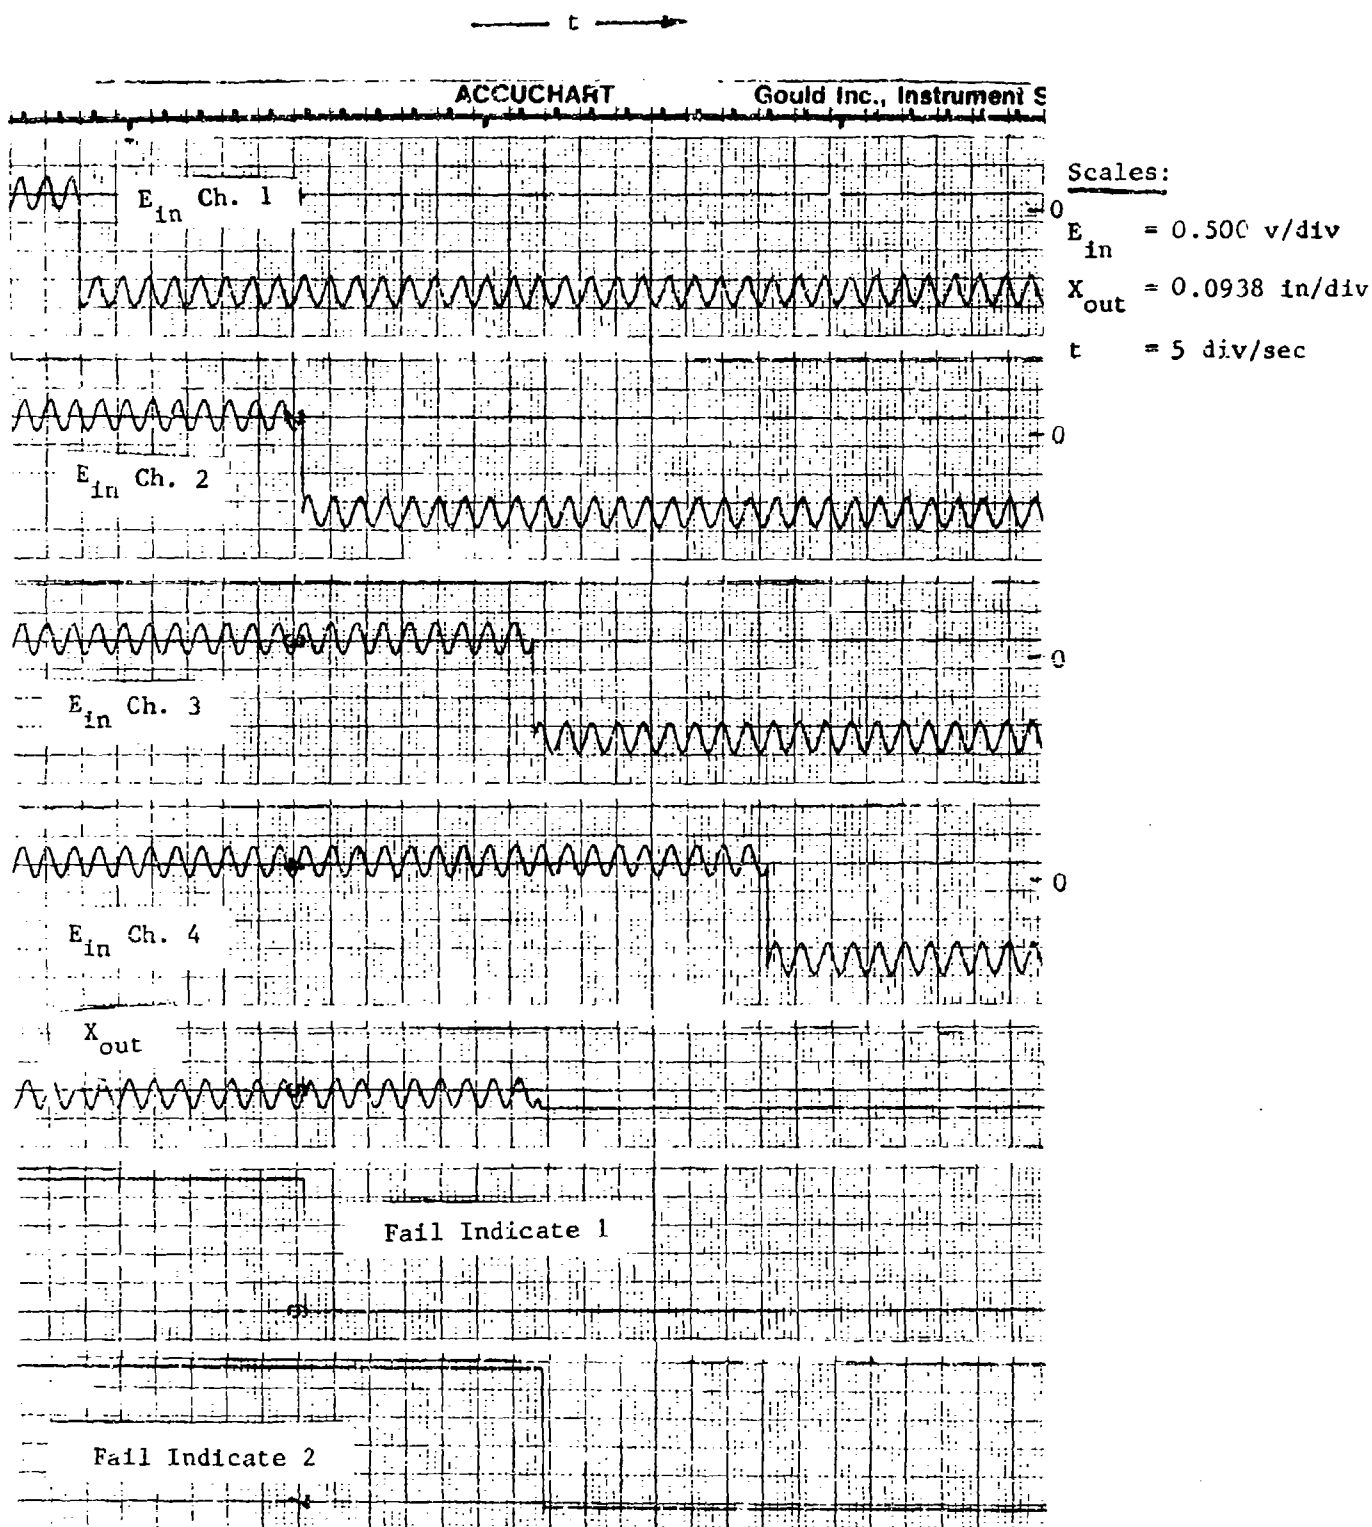 t
ACCUCHART Gould Inc., Instrument S
Scales:
E_in = 0.500 v/div
X_out = 0.0938 in/div
t = 5 div/sec
E_in Ch. 1
0
E_in Ch. 2
0
E_in Ch. 3
0
E_in Ch. 4
0
X_out
Fail Indicate 1
Fail Indicate 2